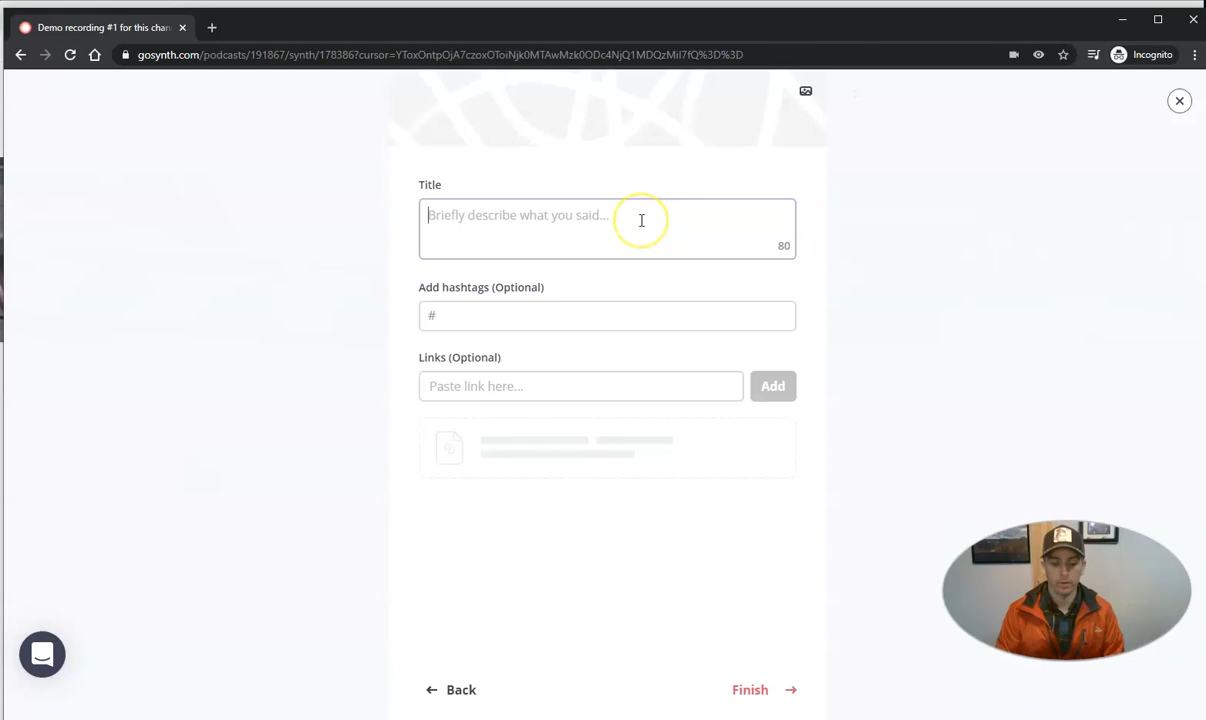 Demo recording #1 for this chan
gosynth.com/podcasts/191867/synth/178386?cursor=YToxOntpOjA7czoxOToiNjk0MTAwMzk0ODc4NjQ1MDQzMiI7fQ%3D%3D
Incognito
Title
Briefly describe what you said...
80
Add hashtags (Optional)
#
Links (Optional)
Paste link here...
Add
Back
Finish